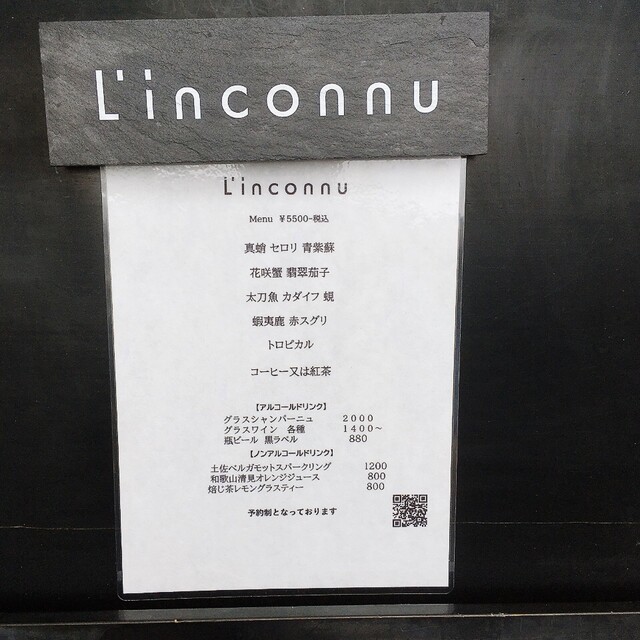 L'inconnu
L'inconnu
Menu ¥5500-税込
真蛸 セロリ 青紫蘇
花咲蟹 翡翠茄子
太刀魚 カダイフ 蜆
蝦夷鹿 赤スグリ
トロピカル
コーヒー又は紅茶
【アルコールドリンク】
グラスシャンパーニュ 2000
グラスワイン 各種 1400～
瓶ビール 黒ラベル 880
【ノンアルコールドリンク】
土佐ベルガモットスパークリング 1200
和歌山清見オレンジジュース 800
焙じ茶レモングラスティー 800
予約制となっております